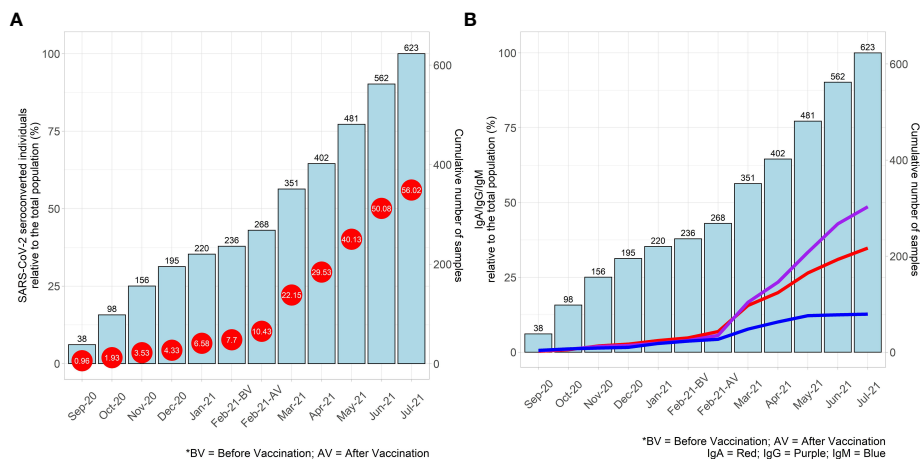 A
SARS-CoV-2 seroconverted individuals
relative to the total population (%)
100
75
50
25
0
38
98
156
195
220
236
268
351
402
481
562
623
0.96
1.93
3.53
4.33
6.58
7.7
10.43
22.15
29.53
40.13
50.08
56.02
600
400
200
0
Cumulative number of samples
Sep-20
Oct-20
Nov-20
Dec-20
Jan-21
Feb-21-BV
Feb-21-AV
Mar-21
Apr-21
May-21
Jun-21
Jul-21
*BV = Before Vaccination; AV = After Vaccination
B
IgA/IgG/IgM
relative to the total population (%)
100
75
50
25
0
38
98
156
195
220
236
268
351
402
481
562
623
600
400
200
0
Cumulative number of samples
Sep-20
Oct-20
Nov-20
Dec-20
Jan-21
Feb-21-BV
Feb-21-AV
Mar-21
Apr-21
May-21
Jun-21
Jul-21
*BV = Before Vaccination; AV = After Vaccination
IgA = Red; IgG = Purple; IgM = Blue